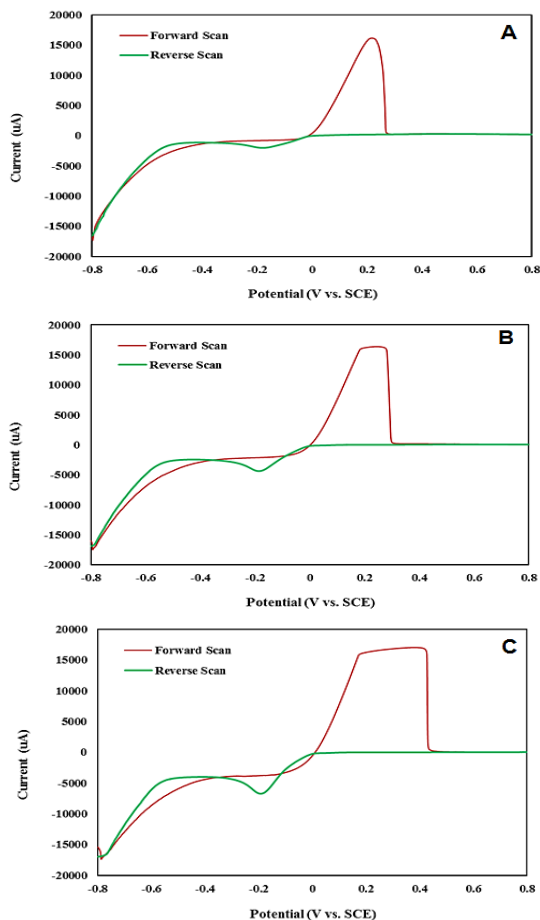 A
Forward Scan
Reverse Scan
20000
15000
10000
5000
0
-5000
-10000
-15000
-20000
Current (uA)
-0.8 -0.6 -0.4 -0.2 0 0.2 0.4 0.6 0.8
Potential (V vs. SCE)
B
Forward Scan
Reverse Scan
20000
15000
10000
5000
0
-5000
-10000
-15000
-20000
Current (uA)
-0.8 -0.6 -0.4 -0.2 0 0.2 0.4 0.6 0.8
Potential (V vs. SCE)
C
Forward Scan
Reverse Scan
20000
15000
10000
5000
0
-5000
-10000
-15000
-20000
Current (uA)
-0.8 -0.6 -0.4 -0.2 0 0.2 0.4 0.6 0.8
Potential (V vs. SCE)